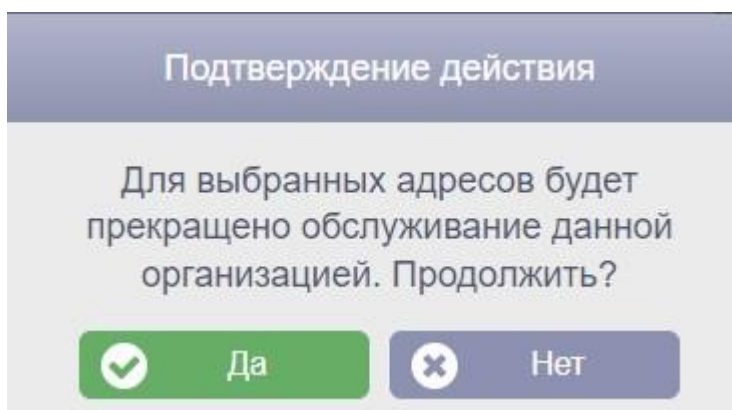 Подтверждение действия
Для выбранных адресов будет
прекращено обслуживание данной
организацией. Продолжить?
Да
Нет